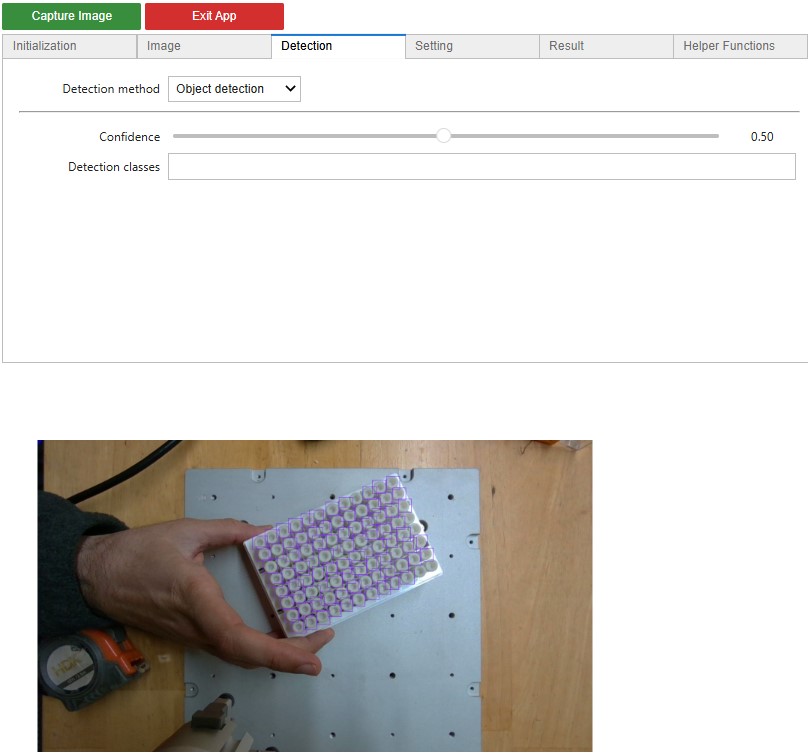 Capture Image Exit App
Initialization Image Detection Setting Result Helper Functions
Detection method Object detection
Confidence 0.50
Detection classes
HDX